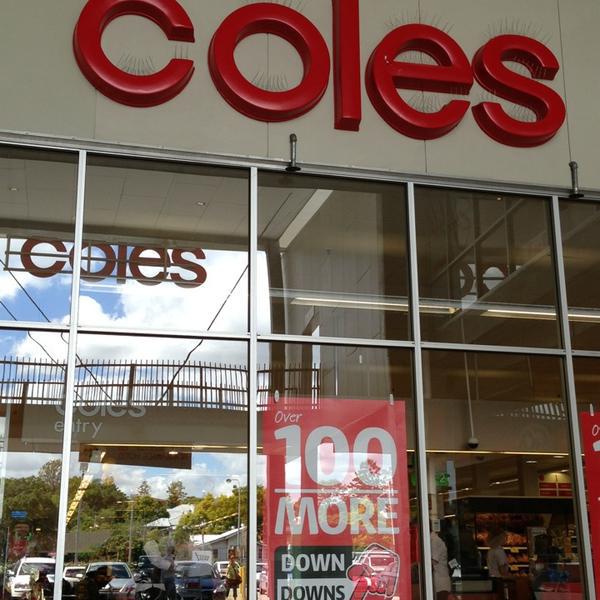 coles
coles
coles
entry
Over
100
MORE
DOWN
DOWNS